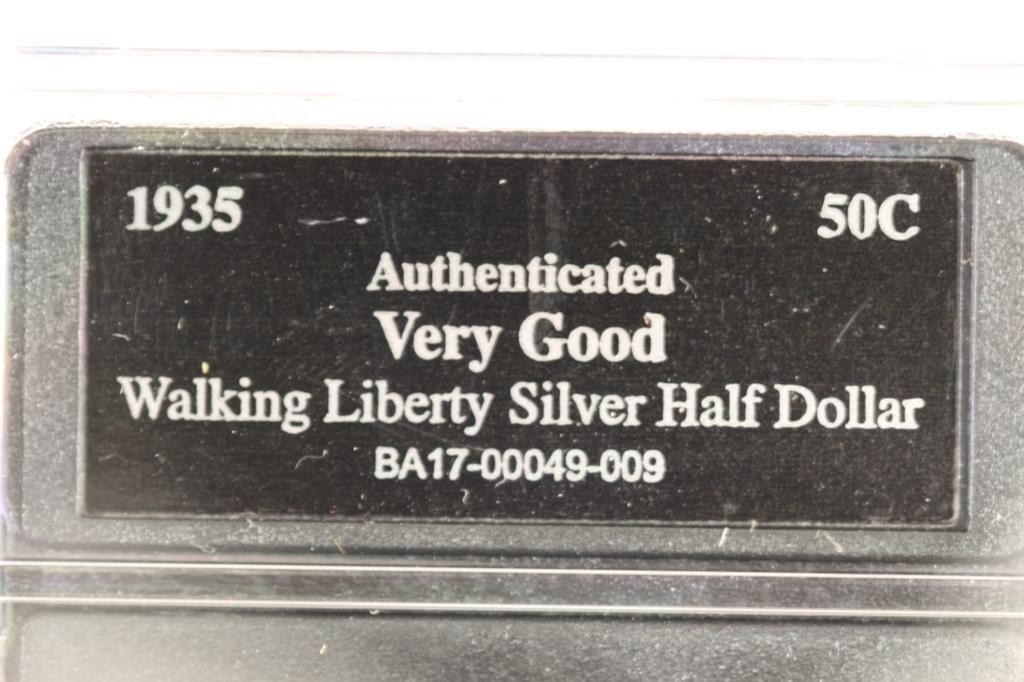 1935 50C
Authenticated
Very Good
Walking Liberty Silver Half Dollar
BA17-00049-009